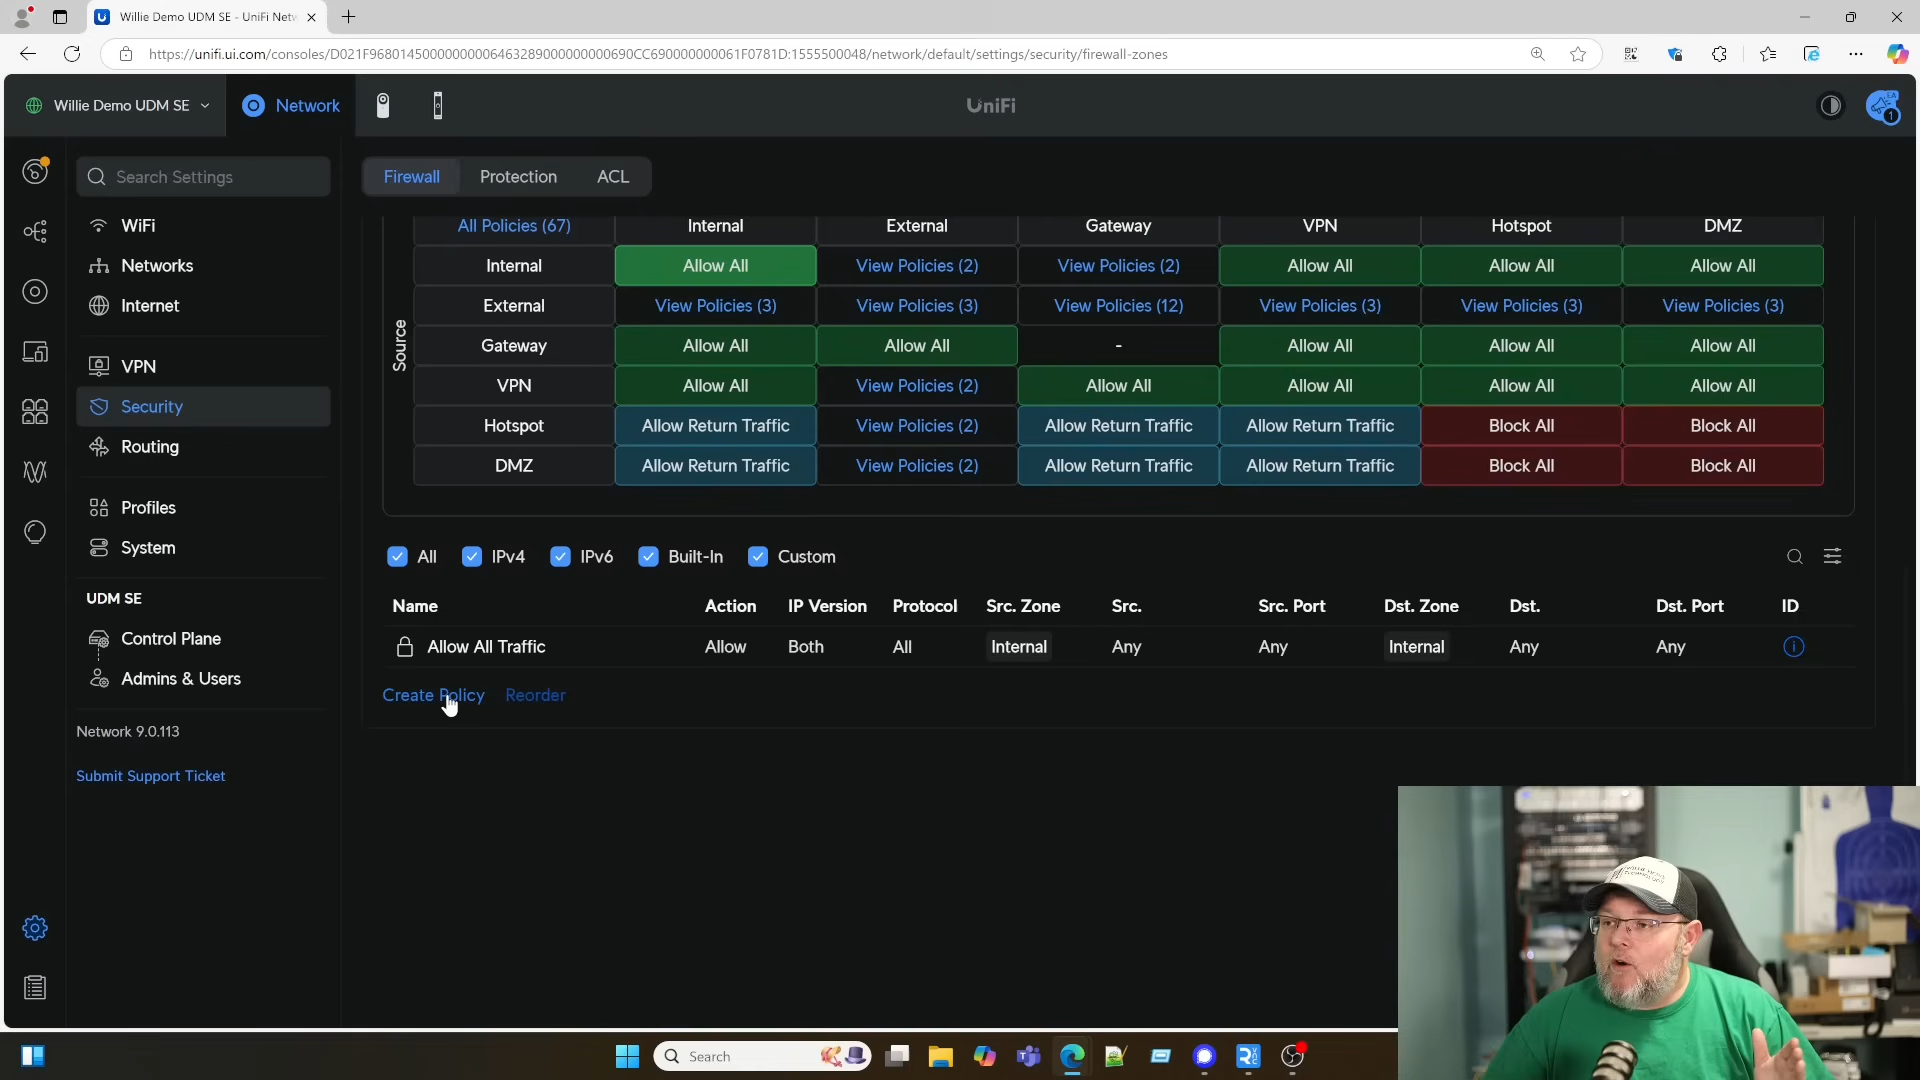 Willie Demo UDM SE - UniFi Netw
https://unifi.ui.com/consoles/D021F96801450000000006463289000000000690CC690000000061F0781D:1555500048/network/default/settings/security/firewall-zones
Willie Demo UDM SE
Network
UniFi
EA
1
Search Settings
WiFi
Networks
Internet
VPN
Security
Routing
Profiles
System
UDM SE
Control Plane
Admins & Users
Network 9.0.113
Submit Support Ticket
Firewall Protection ACL
All Policies (67) Internal External Gateway VPN Hotspot DMZ
Source
Internal Allow All View Policies (2) View Policies (2) Allow All Allow All Allow All
External View Policies (3) View Policies (3) View Policies (12) View Policies (3) View Policies (3) View Policies (3)
Gateway Allow All Allow All - Allow All Allow All Allow All
VPN Allow All View Policies (2) Allow All Allow All Allow All Allow All
Hotspot Allow Return Traffic View Policies (2) Allow Return Traffic Allow Return Traffic Block All Block All
DMZ Allow Return Traffic View Policies (2) Allow Return Traffic Allow Return Traffic Block All Block All
All IPv4 IPv6 Built-In Custom
Name Action IP Version Protocol Src. Zone Src. Src. Port Dst. Zone Dst. Dst. Port ID
Allow All Traffic Allow Both All Internal Any Any Internal Any Any
Create Policy Reorder
Search